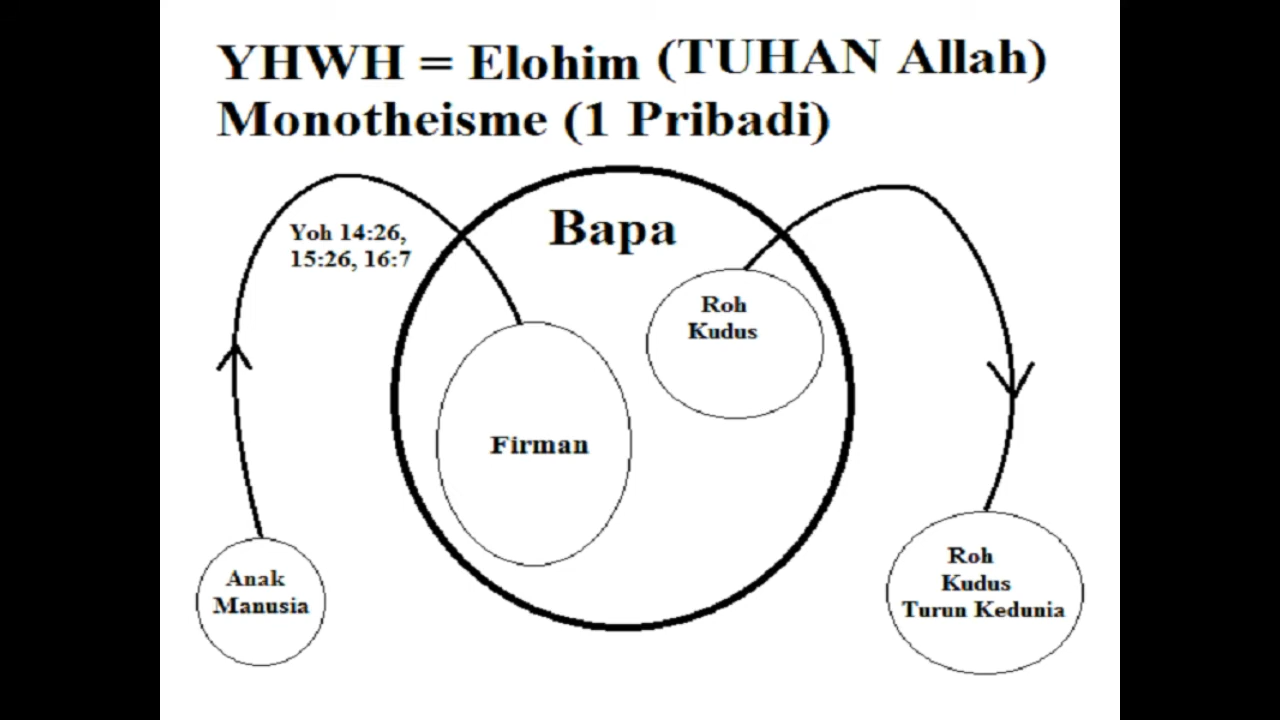 YHWH = Elohim (TUHAN Allah)
Monotheisme (1 Pribadi)
Yoh 14:26,
15:26, 16:7
Bapa
Roh
Kudus
Firman
Anak
Manusia
Roh
Kudus
Turun Kedunia